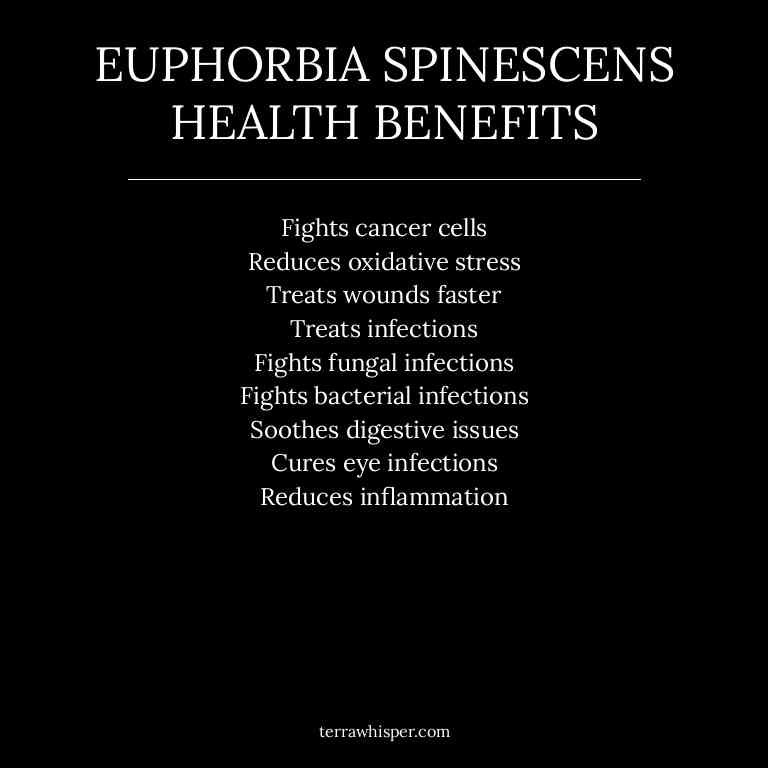 EUPHORBIA SPINESCENS
HEALTH BENEFITS
Fights cancer cells
Reduces oxidative stress
Treats wounds faster
Treats infections
Fights fungal infections
Fights bacterial infections
Soothes digestive issues
Cures eye infections
Reduces inflammation
terrawhisper.com